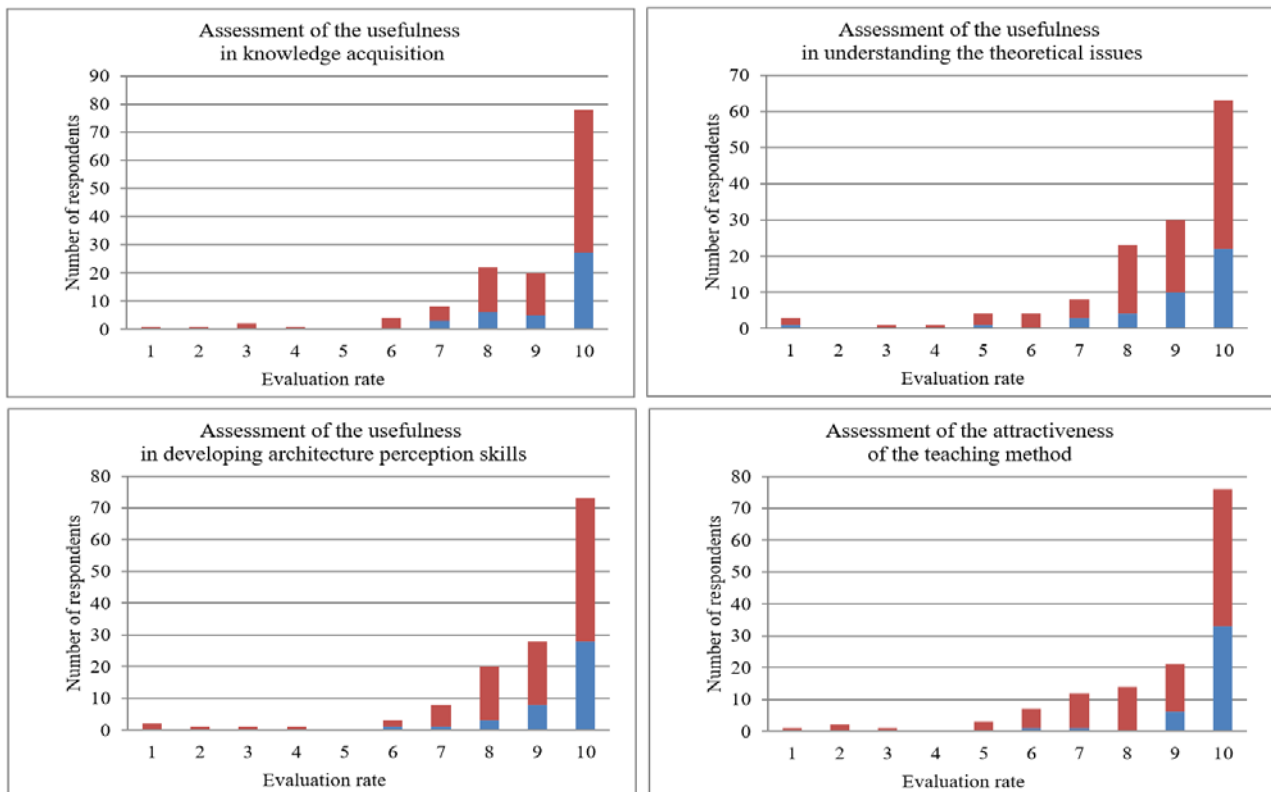 Assessment of the usefulness
in knowledge acquisition
Number of respondents
90
80
70
60
50
40
30
20
10
0
1 2 3 4 5 6 7 8 9 10
Evaluation rate
Assessment of the usefulness
in understanding the theoretical issues
Number of respondents
70
60
50
40
30
20
10
0
1 2 3 4 5 6 7 8 9 10
Evaluation rate
Assessment of the usefulness
in developing architecture perception skills
Number of respondents
80
70
60
50
40
30
20
10
0
1 2 3 4 5 6 7 8 9 10
Evaluation rate
Assessment of the attractiveness
of the teaching method
Number of respondents
80
70
60
50
40
30
20
10
0
1 2 3 4 5 6 7 8 9 10
Evaluation rate